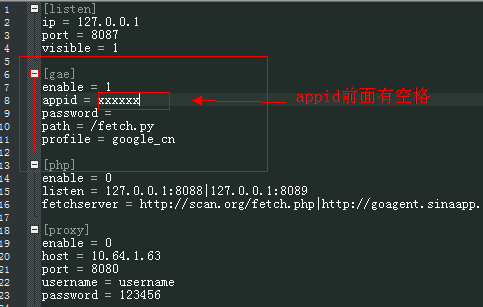 1 [listen]
2 ip = 127.0.0.1
3 port = 8087
4 visible = 1
5
6 [gae]
7 enable = 1
8 appid = xxxxxx appid前面有空格
9 password =
10 path = /fetch.py
11 profile = google_cn
12
13 [php]
14 enable = 0
15 listen = 127.0.0.1:8088|127.0.0.1:8089
16 fetchserver = http://scan.org/fetch.php|http://goagent.sinaapp.
17
18 [proxy]
19 enable = 0
20 host = 10.64.1.63
21 port = 8080
22 username = username
23 password = 123456